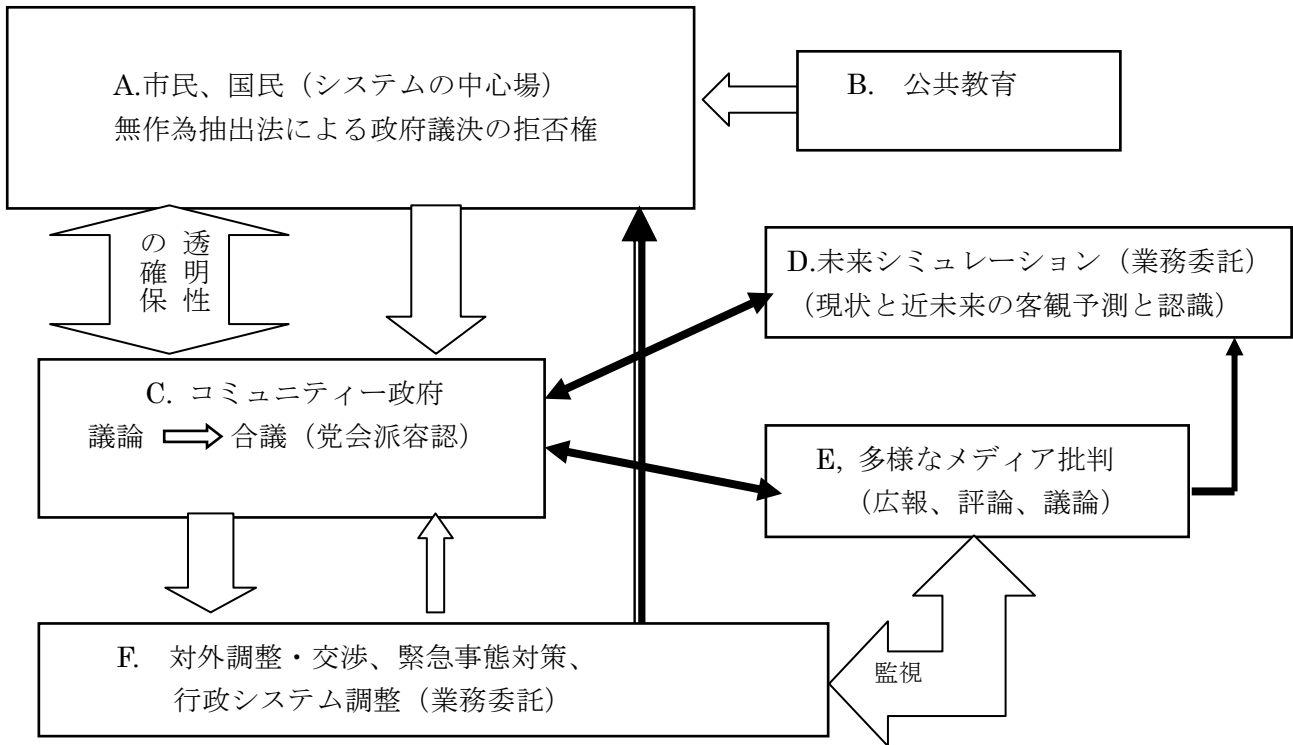 A.市民、国民（システムの中心場）
無作為抽出法による政府議決の拒否権
B.　公共教育
透明性
の確保
D.未来シミュレーション（業務委託）
（現状と近未来の客観予測と認識）
C.　コミュニティー政府
議論　合議（党会派容認）
E, 多様なメディア批判
（広報、評論、議論）
F.　対外調整・交渉、緊急事態対策、
行政システム調整（業務委託）
監視